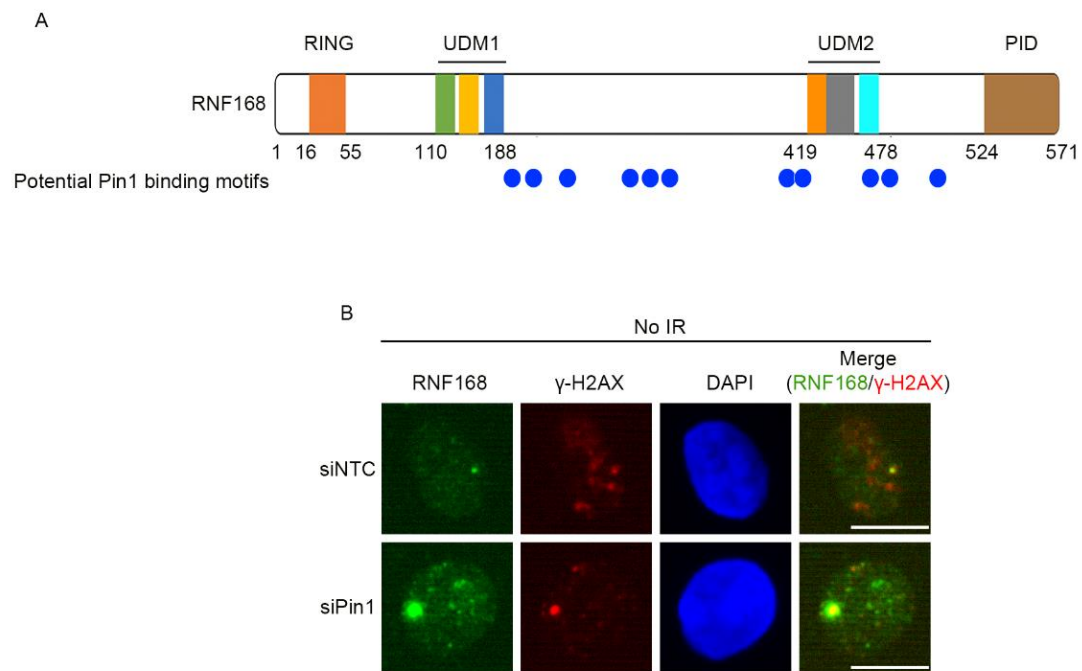 A
RING UDM1 UDM2 PID
RNF168
1 16 55 110 188 419 478 524 571
Potential Pin1 binding motifs
B
No IR
Merge
RNF168 γ-H2AX DAPI (RNF168/γ-H2AX)
siNTC
siPin1